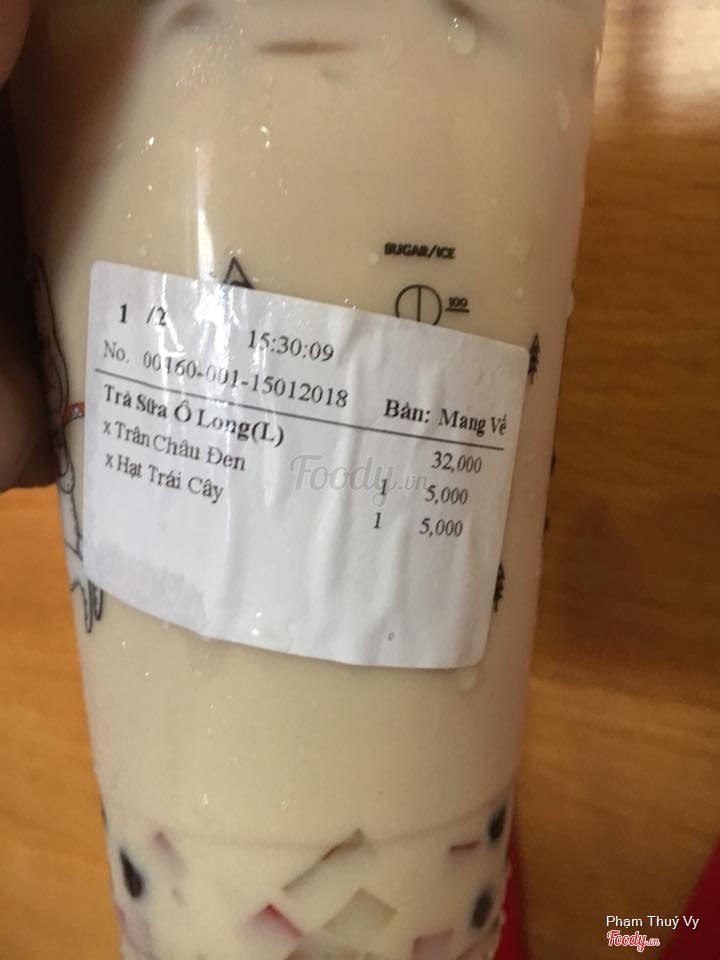 SUGAR/ICE
100
1 /2
15:30:09
No. 00160-001-15012018
Bàn: Mang Về
Trà Sữa Ô Long(L) 32,000
x Trân Châu Đen 1 5,000
x Hạt Trái Cây 1 5,000
Foody.vn
Phạm Thuý Vy
Foody.vn